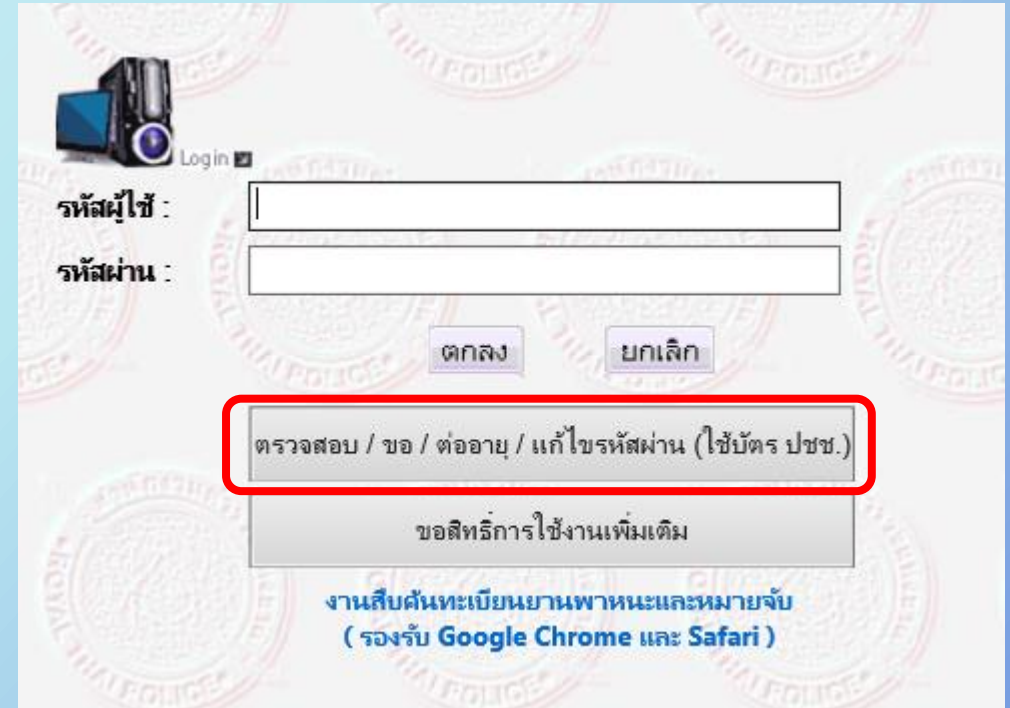 Login
รหัสผู้ใช้ :
รหัสผ่าน :
ตกลง ยกเลิก
ตรวจสอบ / ขอ / ต่ออายุ / แก้ไขรหัสผ่าน (ใช้บัตร ปชช.)
ขอสิทธิ์การใช้งานเพิ่มเติม
งานสืบค้นทะเบียนยานพาหนะและหมายจับ
( รองรับ Google Chrome และ Safari )